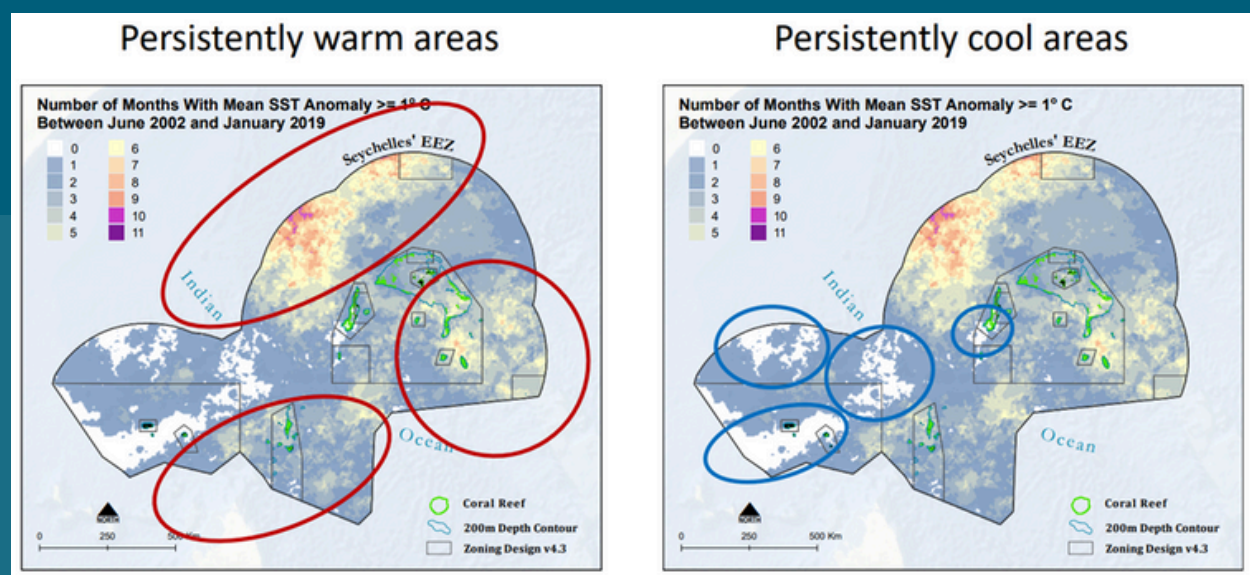 Persistently warm areas
Number of Months With Mean SST Anomaly >= 1° C
Between June 2002 and January 2019
0 6
1 7
2 8
3 9
4 10
5 11
Seychelles' EEZ
Indian
Ocean
NORTH
0 250 500 Km
Coral Reef
200m Depth Contour
Zoning Design v4.3
Persistently cool areas
Number of Months With Mean SST Anomaly >= 1° C
Between June 2002 and January 2019
0 6
1 7
2 8
3 9
4 10
5 11
Seychelles' EEZ
Indian
Ocean
NORTH
0 250 500 Km
Coral Reef
200m Depth Contour
Zoning Design v4.3